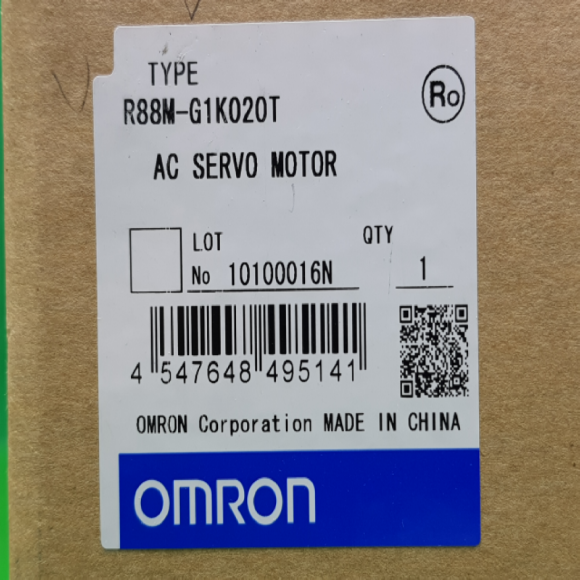 TYPE
R88M-G1K020T
Ro
AC SERVO MOTOR
LOT
No 10100016N
QTY
1
4 547648 495141
OMRON Corporation MADE IN CHINA
OMRON